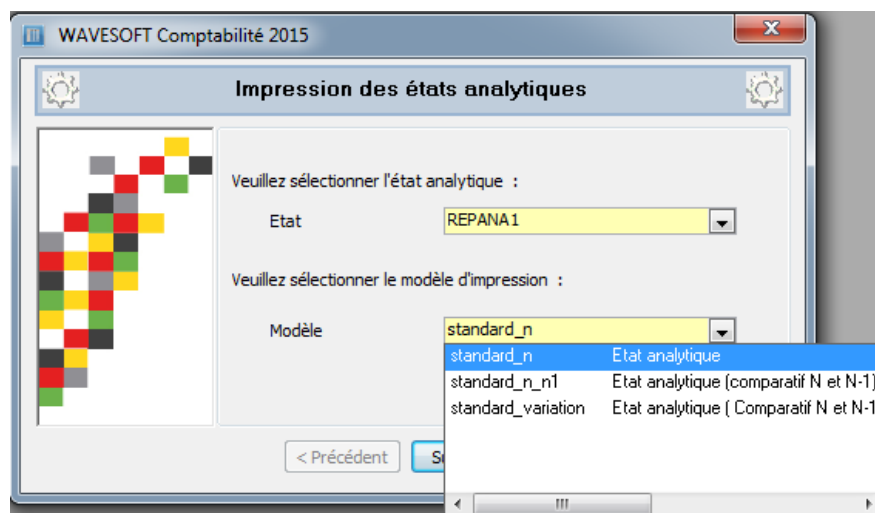 WAVESOFT Comptabilité 2015
Impression des états analytiques
Veuillez sélectionner l'état analytique :
Etat REPANA1
Veuillez sélectionner le modèle d'impression :
Modèle standard_n
standard_n Etat analytique
standard_n_n1 Etat analytique (comparatif N et N-1)
standard_variation Etat analytique ( Comparatif N et N-1
< Précédent